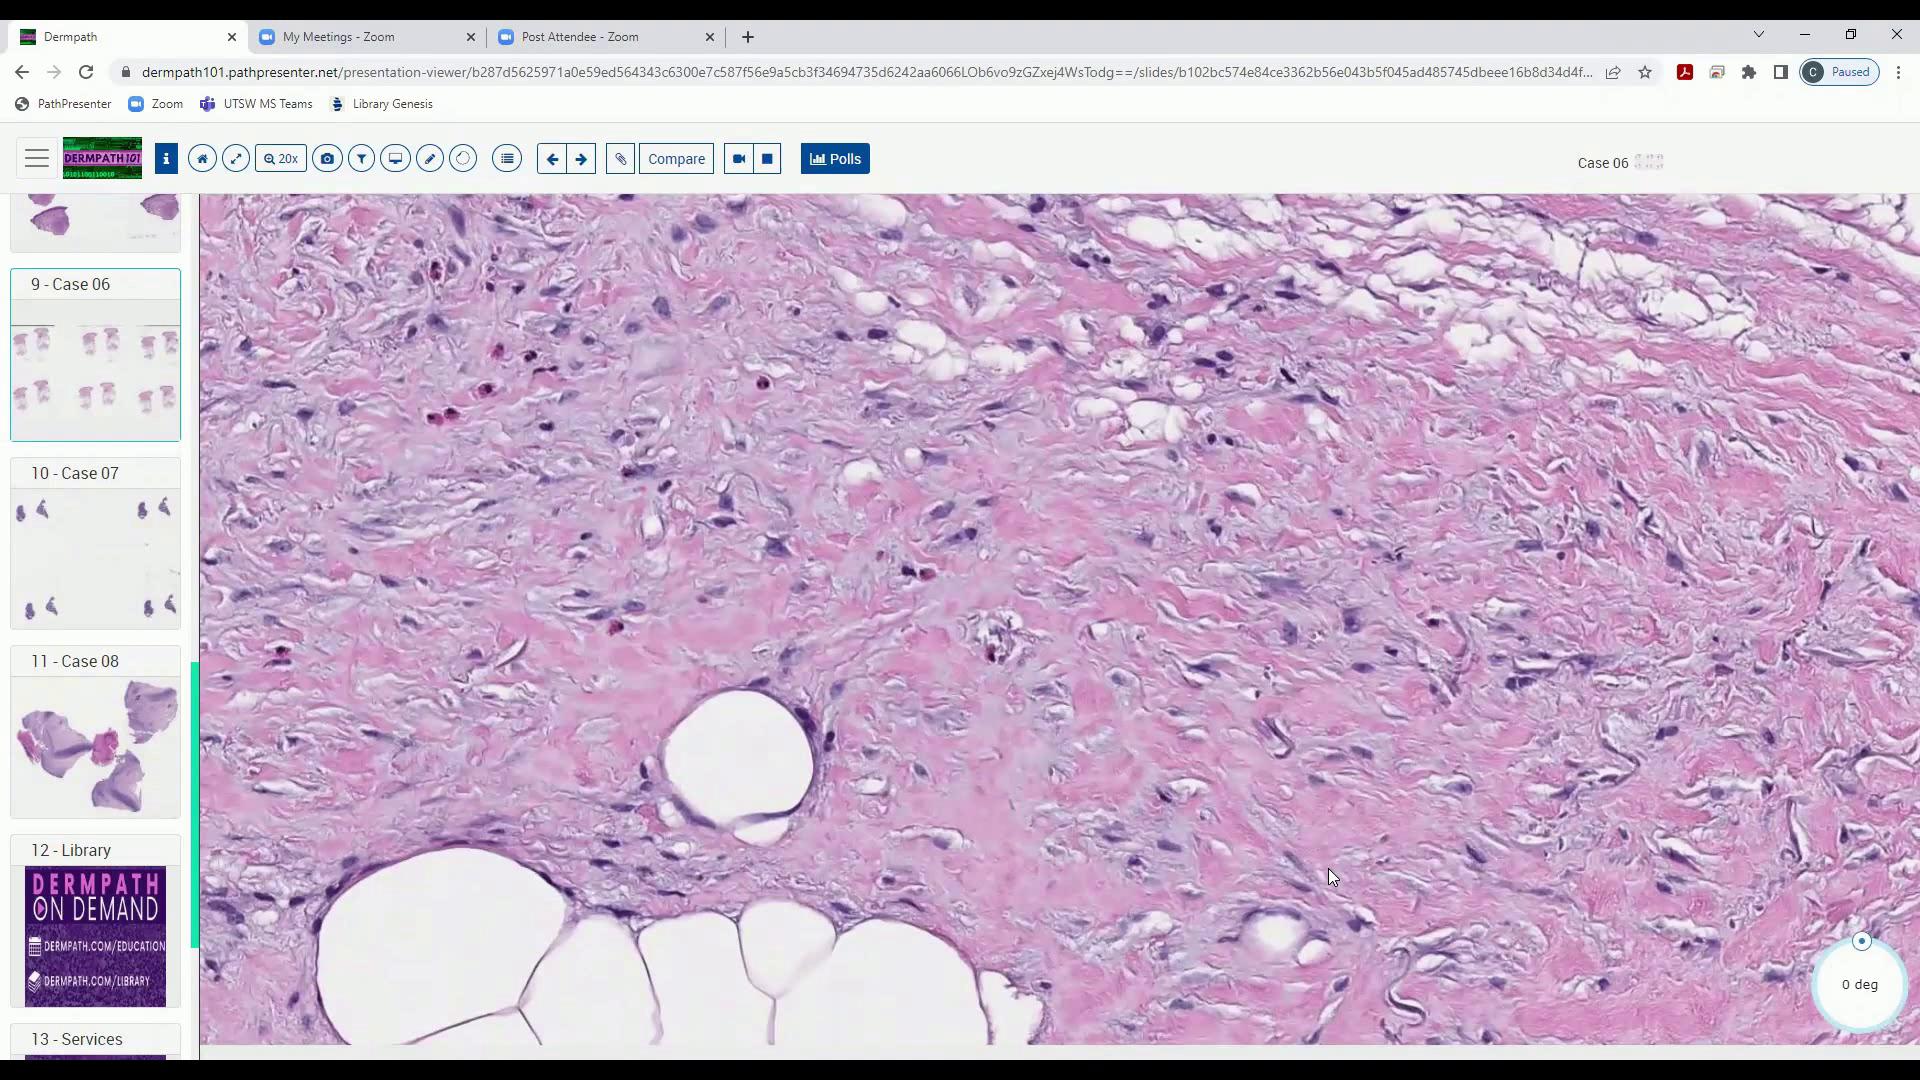 Dermpath
My Meetings - Zoom
Post Attendee - Zoom
dermpath101.pathpresenter.net/presentation-viewer/b287d5625971a0e59ed564343c6300e7c587f56e9a5cb3f34694735d6242aa6066LOb6vo9zGZxej4WsTodg==/slides/b102bc574e84ce3362b56e043b5f045ad485745dbeee16b8d34d4f...
C Paused
PathPresenter
Zoom
UTSW MS Teams
Library Genesis
DERMPATH 101
i
20x
Compare
Polls
Case 06
9 - Case 06
10 - Case 07
11 - Case 08
12 - Library
DERMPATH
ON DEMAND
DERMPATH.COM/EDUCATION
DERMPATH.COM/LIBRARY
13 - Services
0 deg